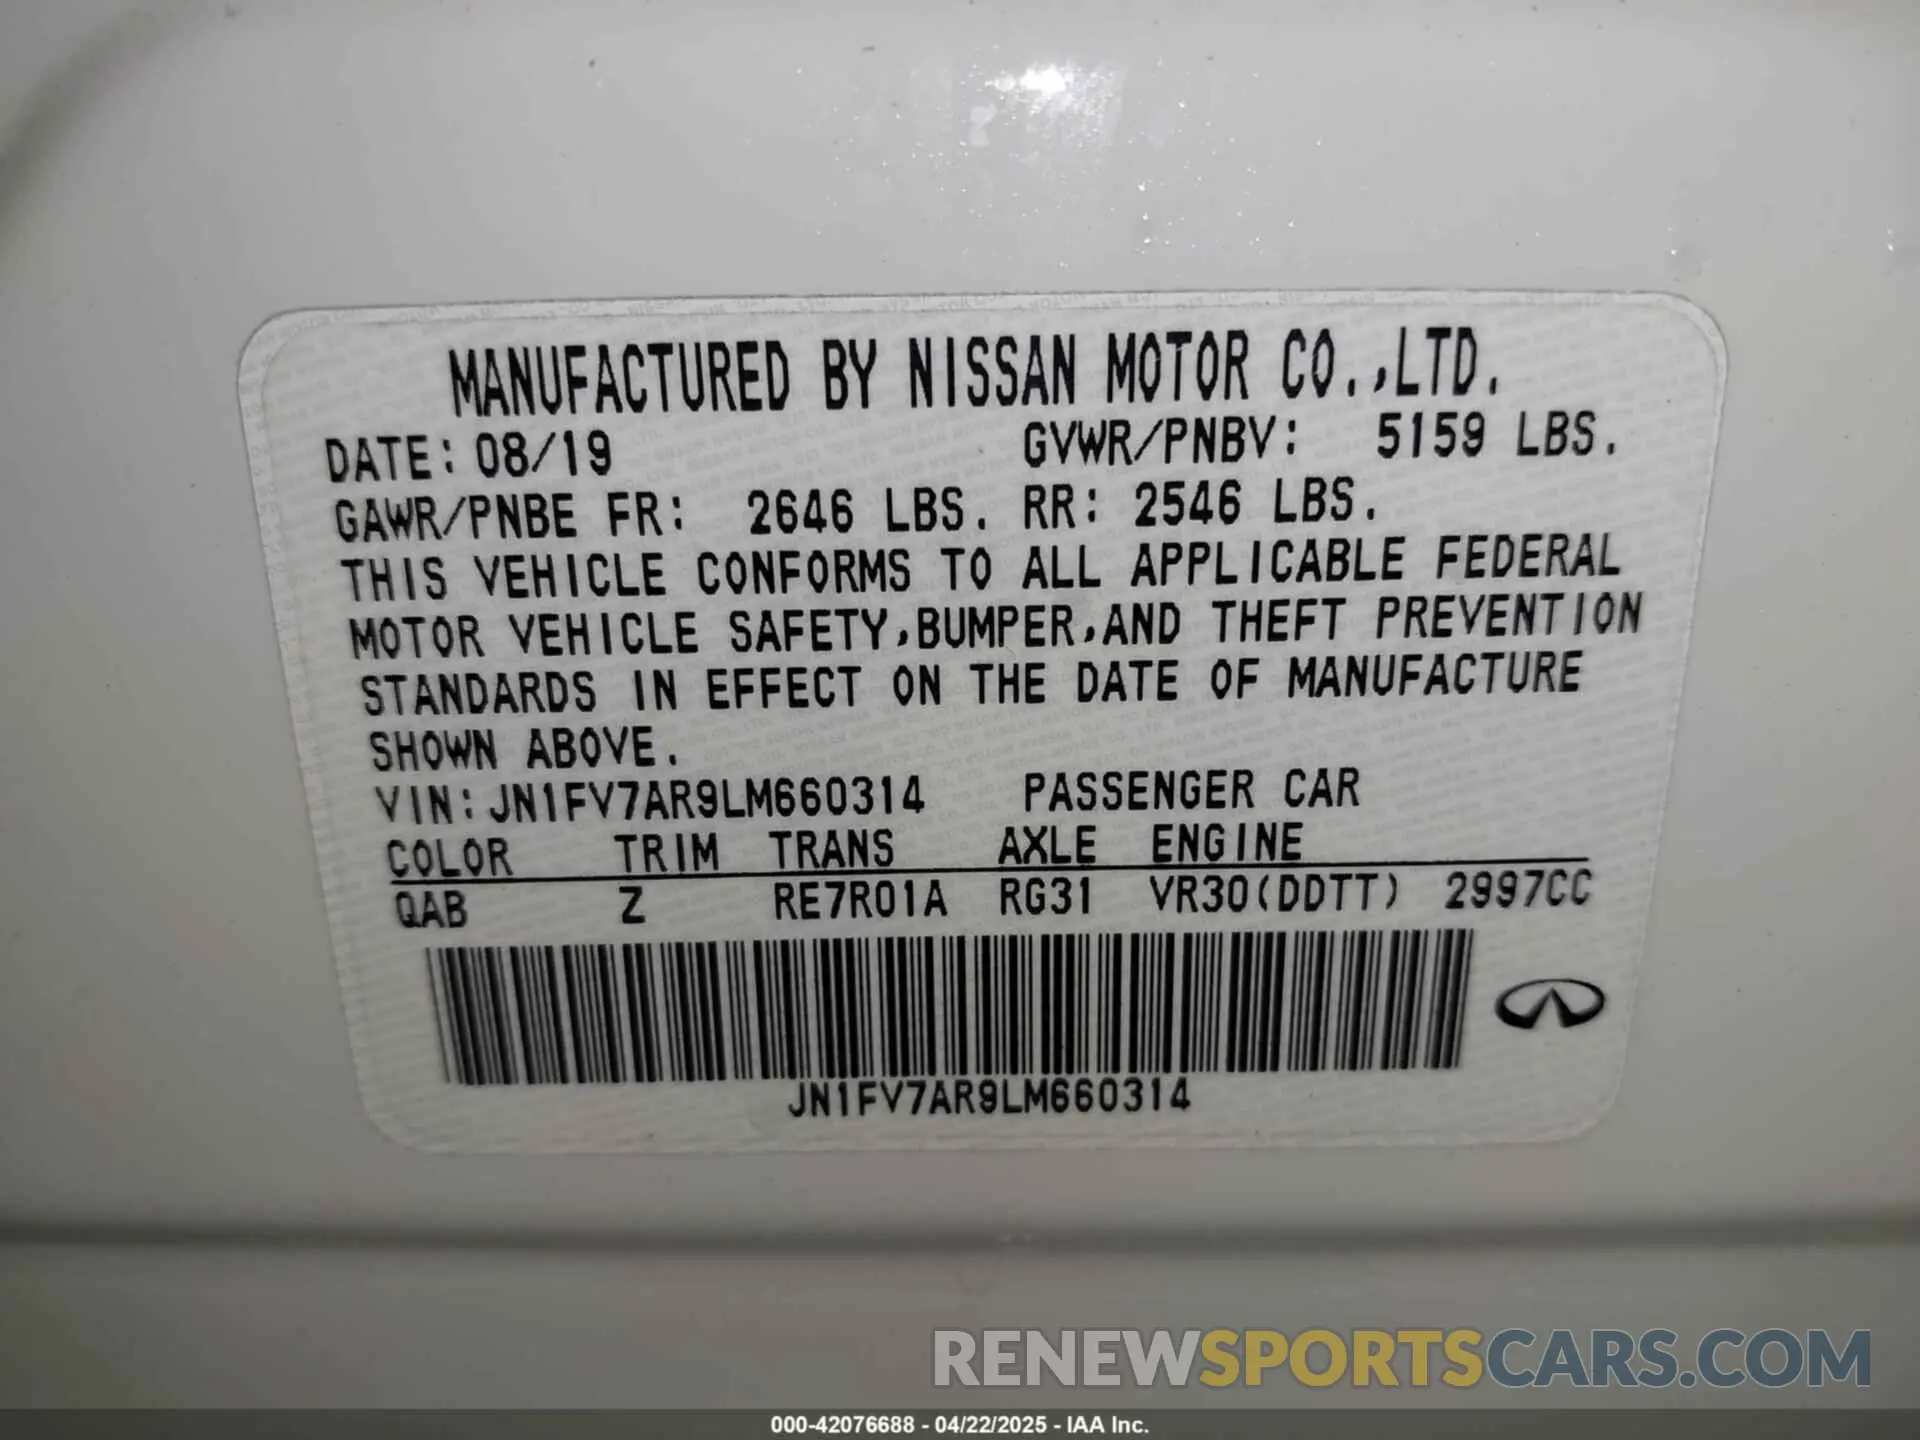 MANUFACTURED BY NISSAN MOTOR CO.,LTD.
DATE: 08/19 GVWR/PNBV: 5159 LBS.
GAWR/PNBE FR: 2646 LBS. RR: 2546 LBS.
THIS VEHICLE CONFORMS TO ALL APPLICABLE FEDERAL
MOTOR VEHICLE SAFETY,BUMPER,AND THEFT PREVENTION
STANDARDS IN EFFECT ON THE DATE OF MANUFACTURE
SHOWN ABOVE.
VIN: JN1FV7AR9LM660314 PASSENGER CAR
COLOR TRIM TRANS AXLE ENGINE
QAB Z RE7R01A RG31 VR30(DDTT) 2997CC
JN1FV7AR9LM660314
RENEWSPORTSCARS.COM
000-42076688 - 04/22/2025 - IAA Inc.